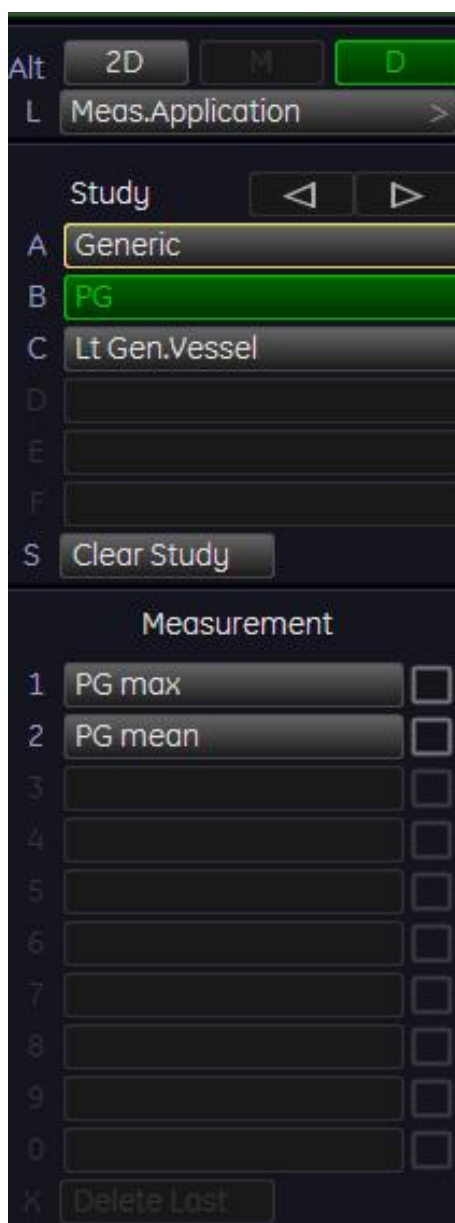 Alt 2D M D
L Meas.Application >
Study
A Generic
B PG
C Lt Gen.Vessel
D
E
F
S Clear Study
Measurement
1 PG max
2 PG mean
3
4
5
6
7
8
9
0
X Delete Last